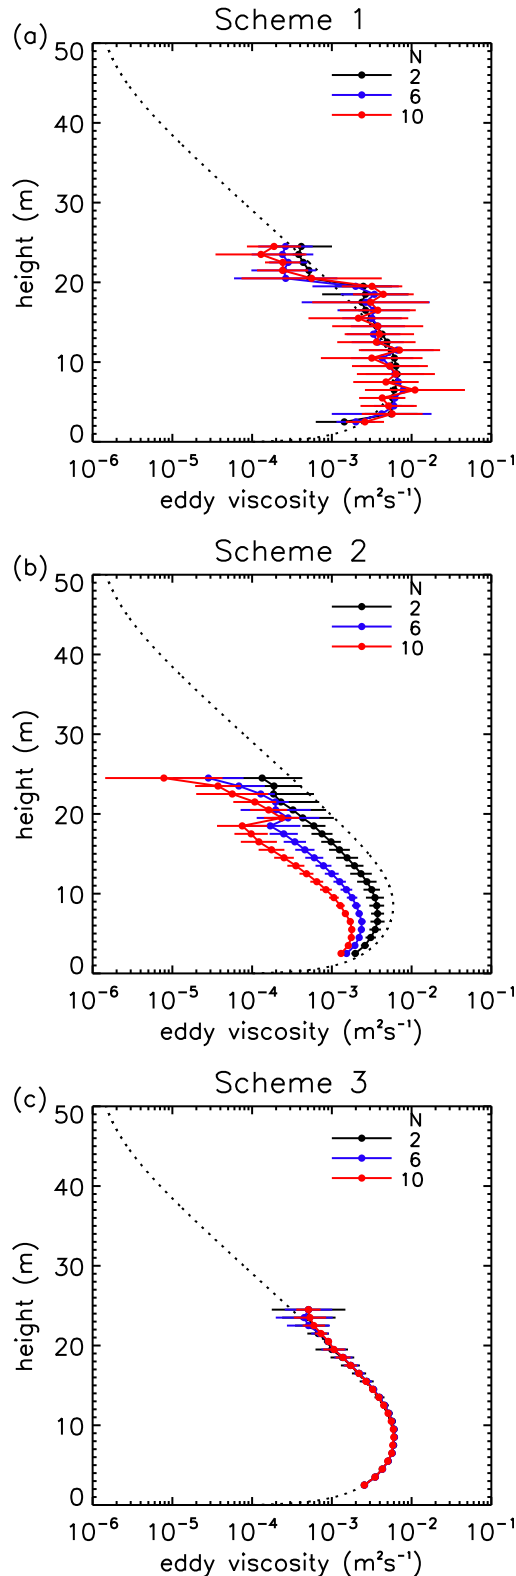 (a)
Scheme 1
N
2
6
10
50
40
30
20
10
0
height (m)
10⁻⁶ 10⁻⁵ 10⁻⁴ 10⁻³ 10⁻² 10⁻¹
eddy viscosity (m²s⁻¹)
(b)
Scheme 2
N
2
6
10
50
40
30
20
10
0
height (m)
10⁻⁶ 10⁻⁵ 10⁻⁴ 10⁻³ 10⁻² 10⁻¹
eddy viscosity (m²s⁻¹)
(c)
Scheme 3
N
2
6
10
50
40
30
20
10
0
height (m)
10⁻⁶ 10⁻⁵ 10⁻⁴ 10⁻³ 10⁻² 10⁻¹
eddy viscosity (m²s⁻¹)